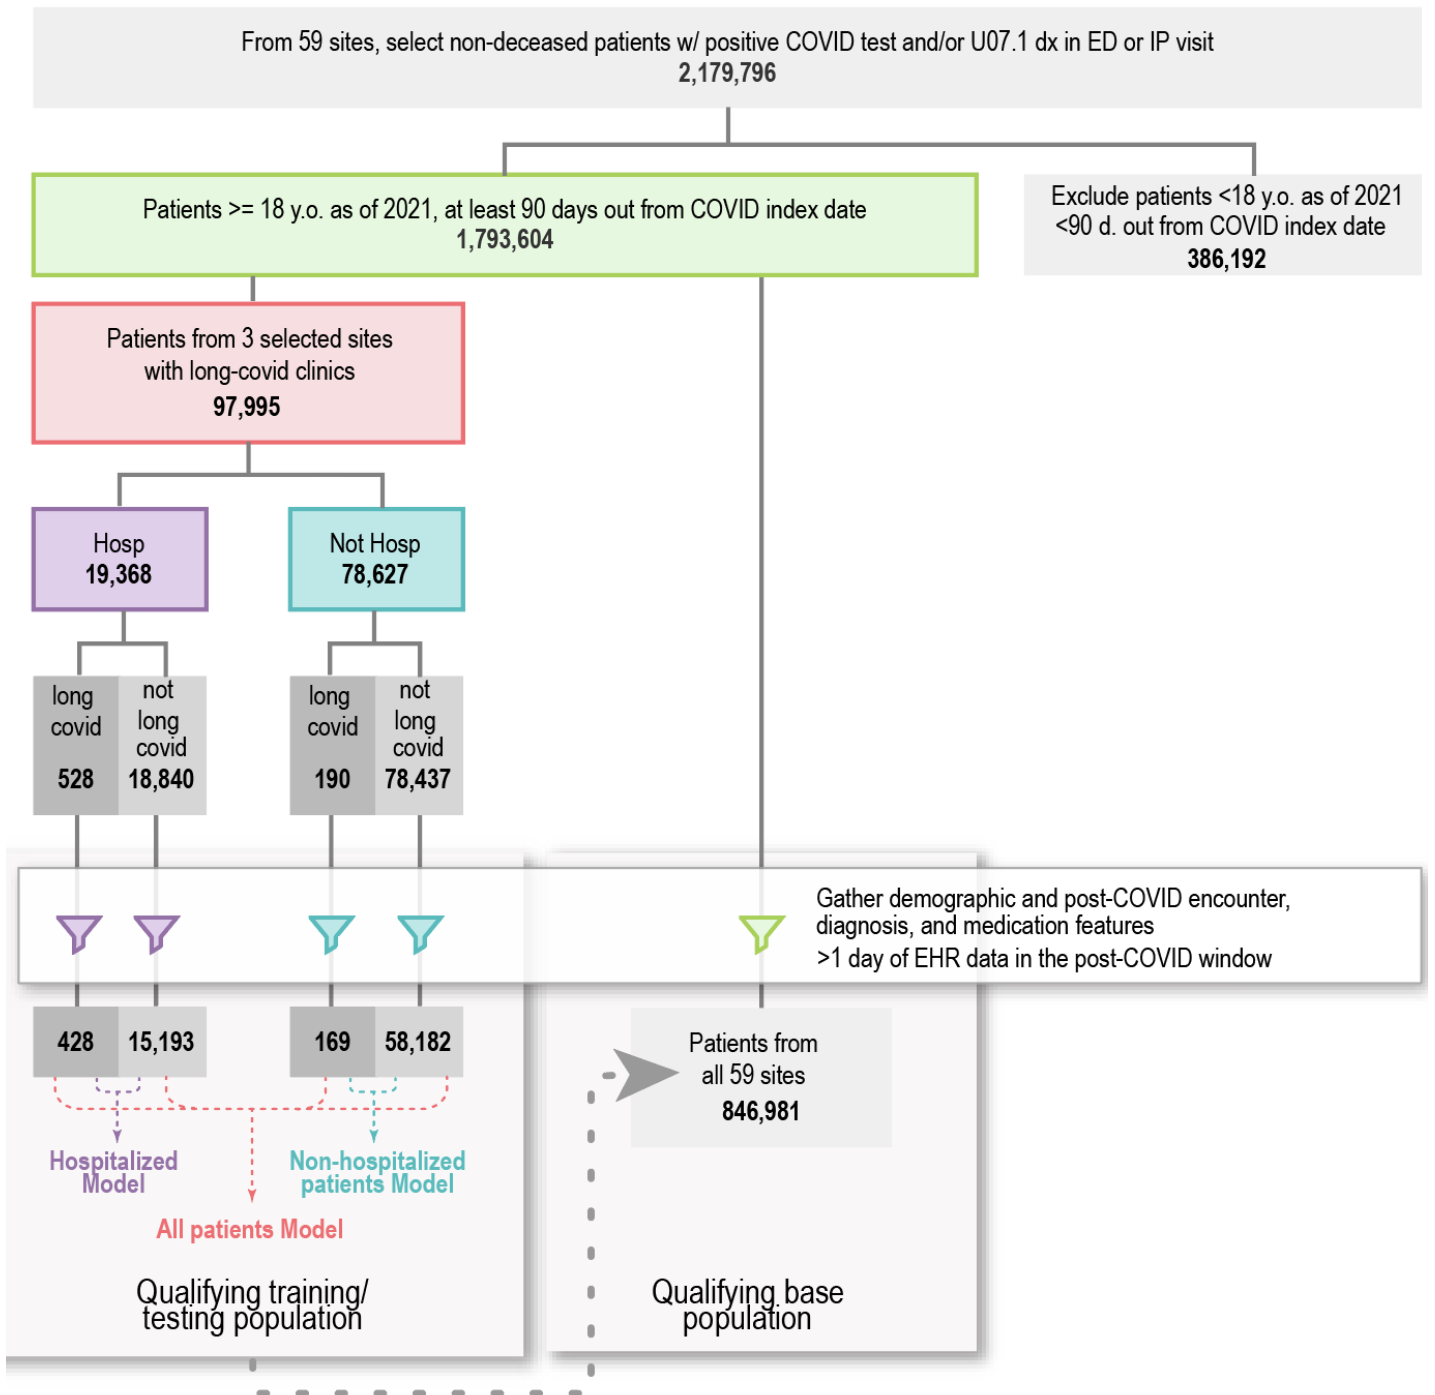 From 59 sites, select non-deceased patients w/ positive COVID test and/or U07.1 dx in ED or IP visit
2,179,796
Patients >= 18 y.o. as of 2021, at least 90 days out from COVID index date
1,793,604
Exclude patients <18 y.o. as of 2021
<90 d. out from COVID index date
386,192
Patients from 3 selected sites
with long-covid clinics
97,995
Hosp
19,368
Not Hosp
78,627
long
covid
528
not
long
covid
18,840
long
covid
190
not
long
covid
78,437
Gather demographic and post-COVID encounter,
diagnosis, and medication features
>1 day of EHR data in the post-COVID window
428
15,193
169
58,182
Patients from
all 59 sites
846,981
Hospitalized
Model
Non-hospitalized
patients Model
All patients Model
Qualifying training/
testing population
Qualifying base
population